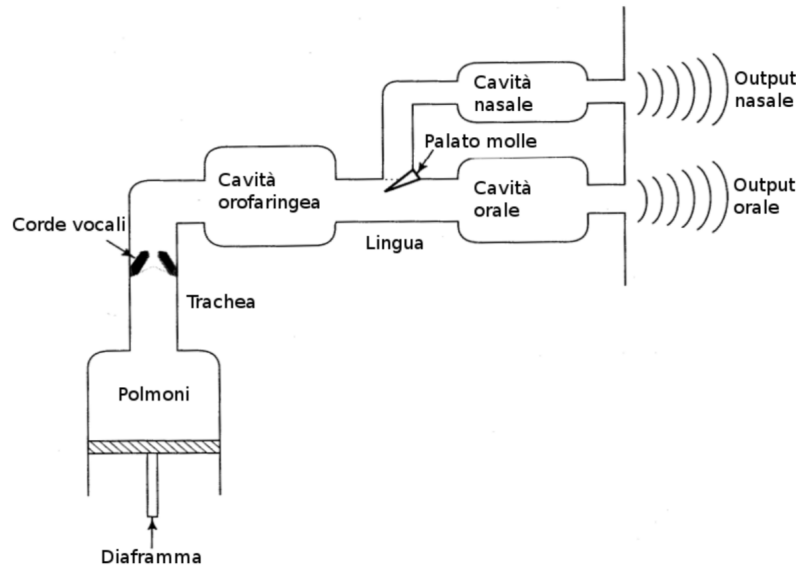 Cavità
nasale
Output
nasale
Palato molle
Cavità
orofaringea
Cavità
orale
Output
orale
Corde vocali
Lingua
Trachea
Polmoni
Diaframma